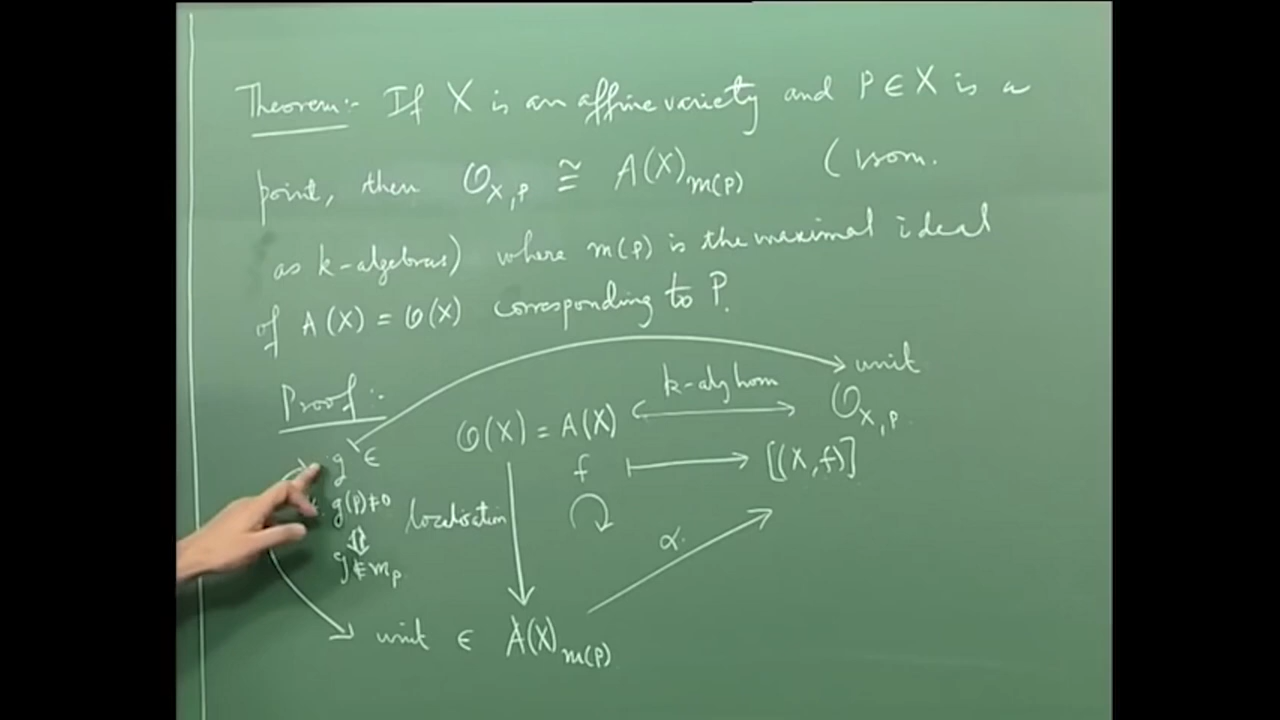 Theorem:- If X is an affine variety and P ∈ X is a
point, then O_{X,P} ≅ A(X)_{m(P)} (isom.
as k-algebras) where m(P) is the maximal ideal
of A(X) = O(X) corresponding to P.
Proof:-
unit
k-alg hom
O(X) = A(X) O_{X,P}
g ∈ f ⟼ [(X,f)]
g(P)≠0 localisation
⇕ α
g ∉ m_P
unit ∈ A(X)_{m(P)}